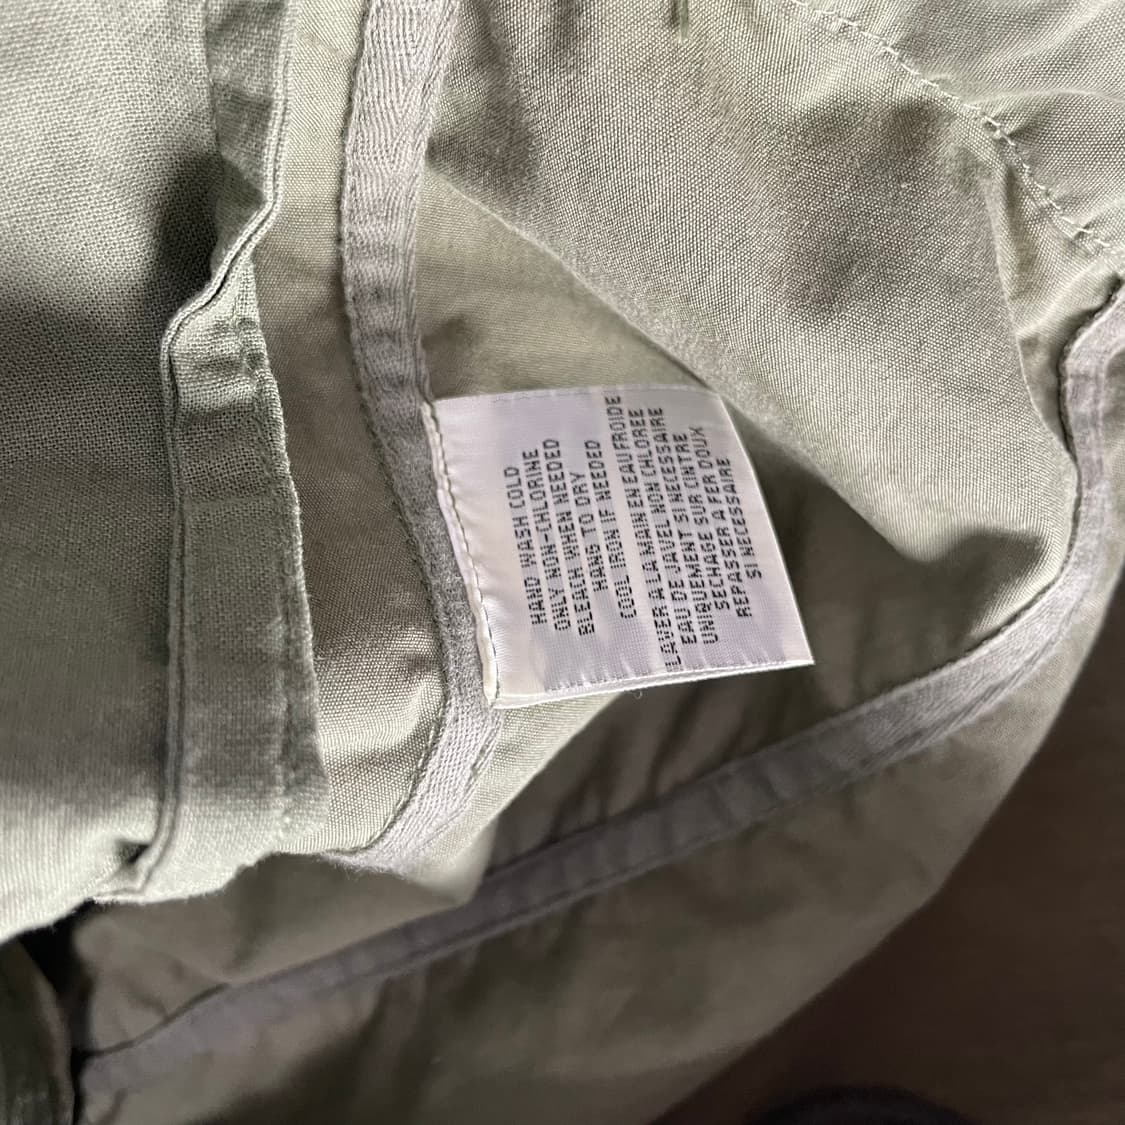 HAND WASH COLD
ONLY NON-CHLORINE
BLEACH WHEN NEEDED
HANG TO DRY
COOL IRON IF NEEDED
LAVER A LA MAIN EN EAU FROIDE
EAU DE JAVEL NON CHLOREE
UNIQUEMENT SI NECESSAIRE
SECHAGE SUR CINTRE
REPASSER A FER DOUX
SI NECESSAIRE